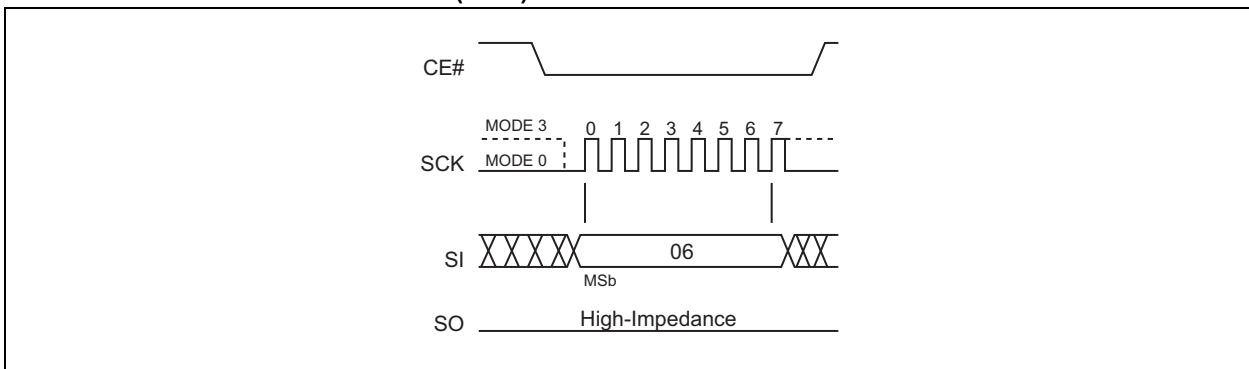 CE#
MODE 3 0 1 2 3 4 5 6 7
SCK MODE 0
SI 06
MSb
SO High-Impedance